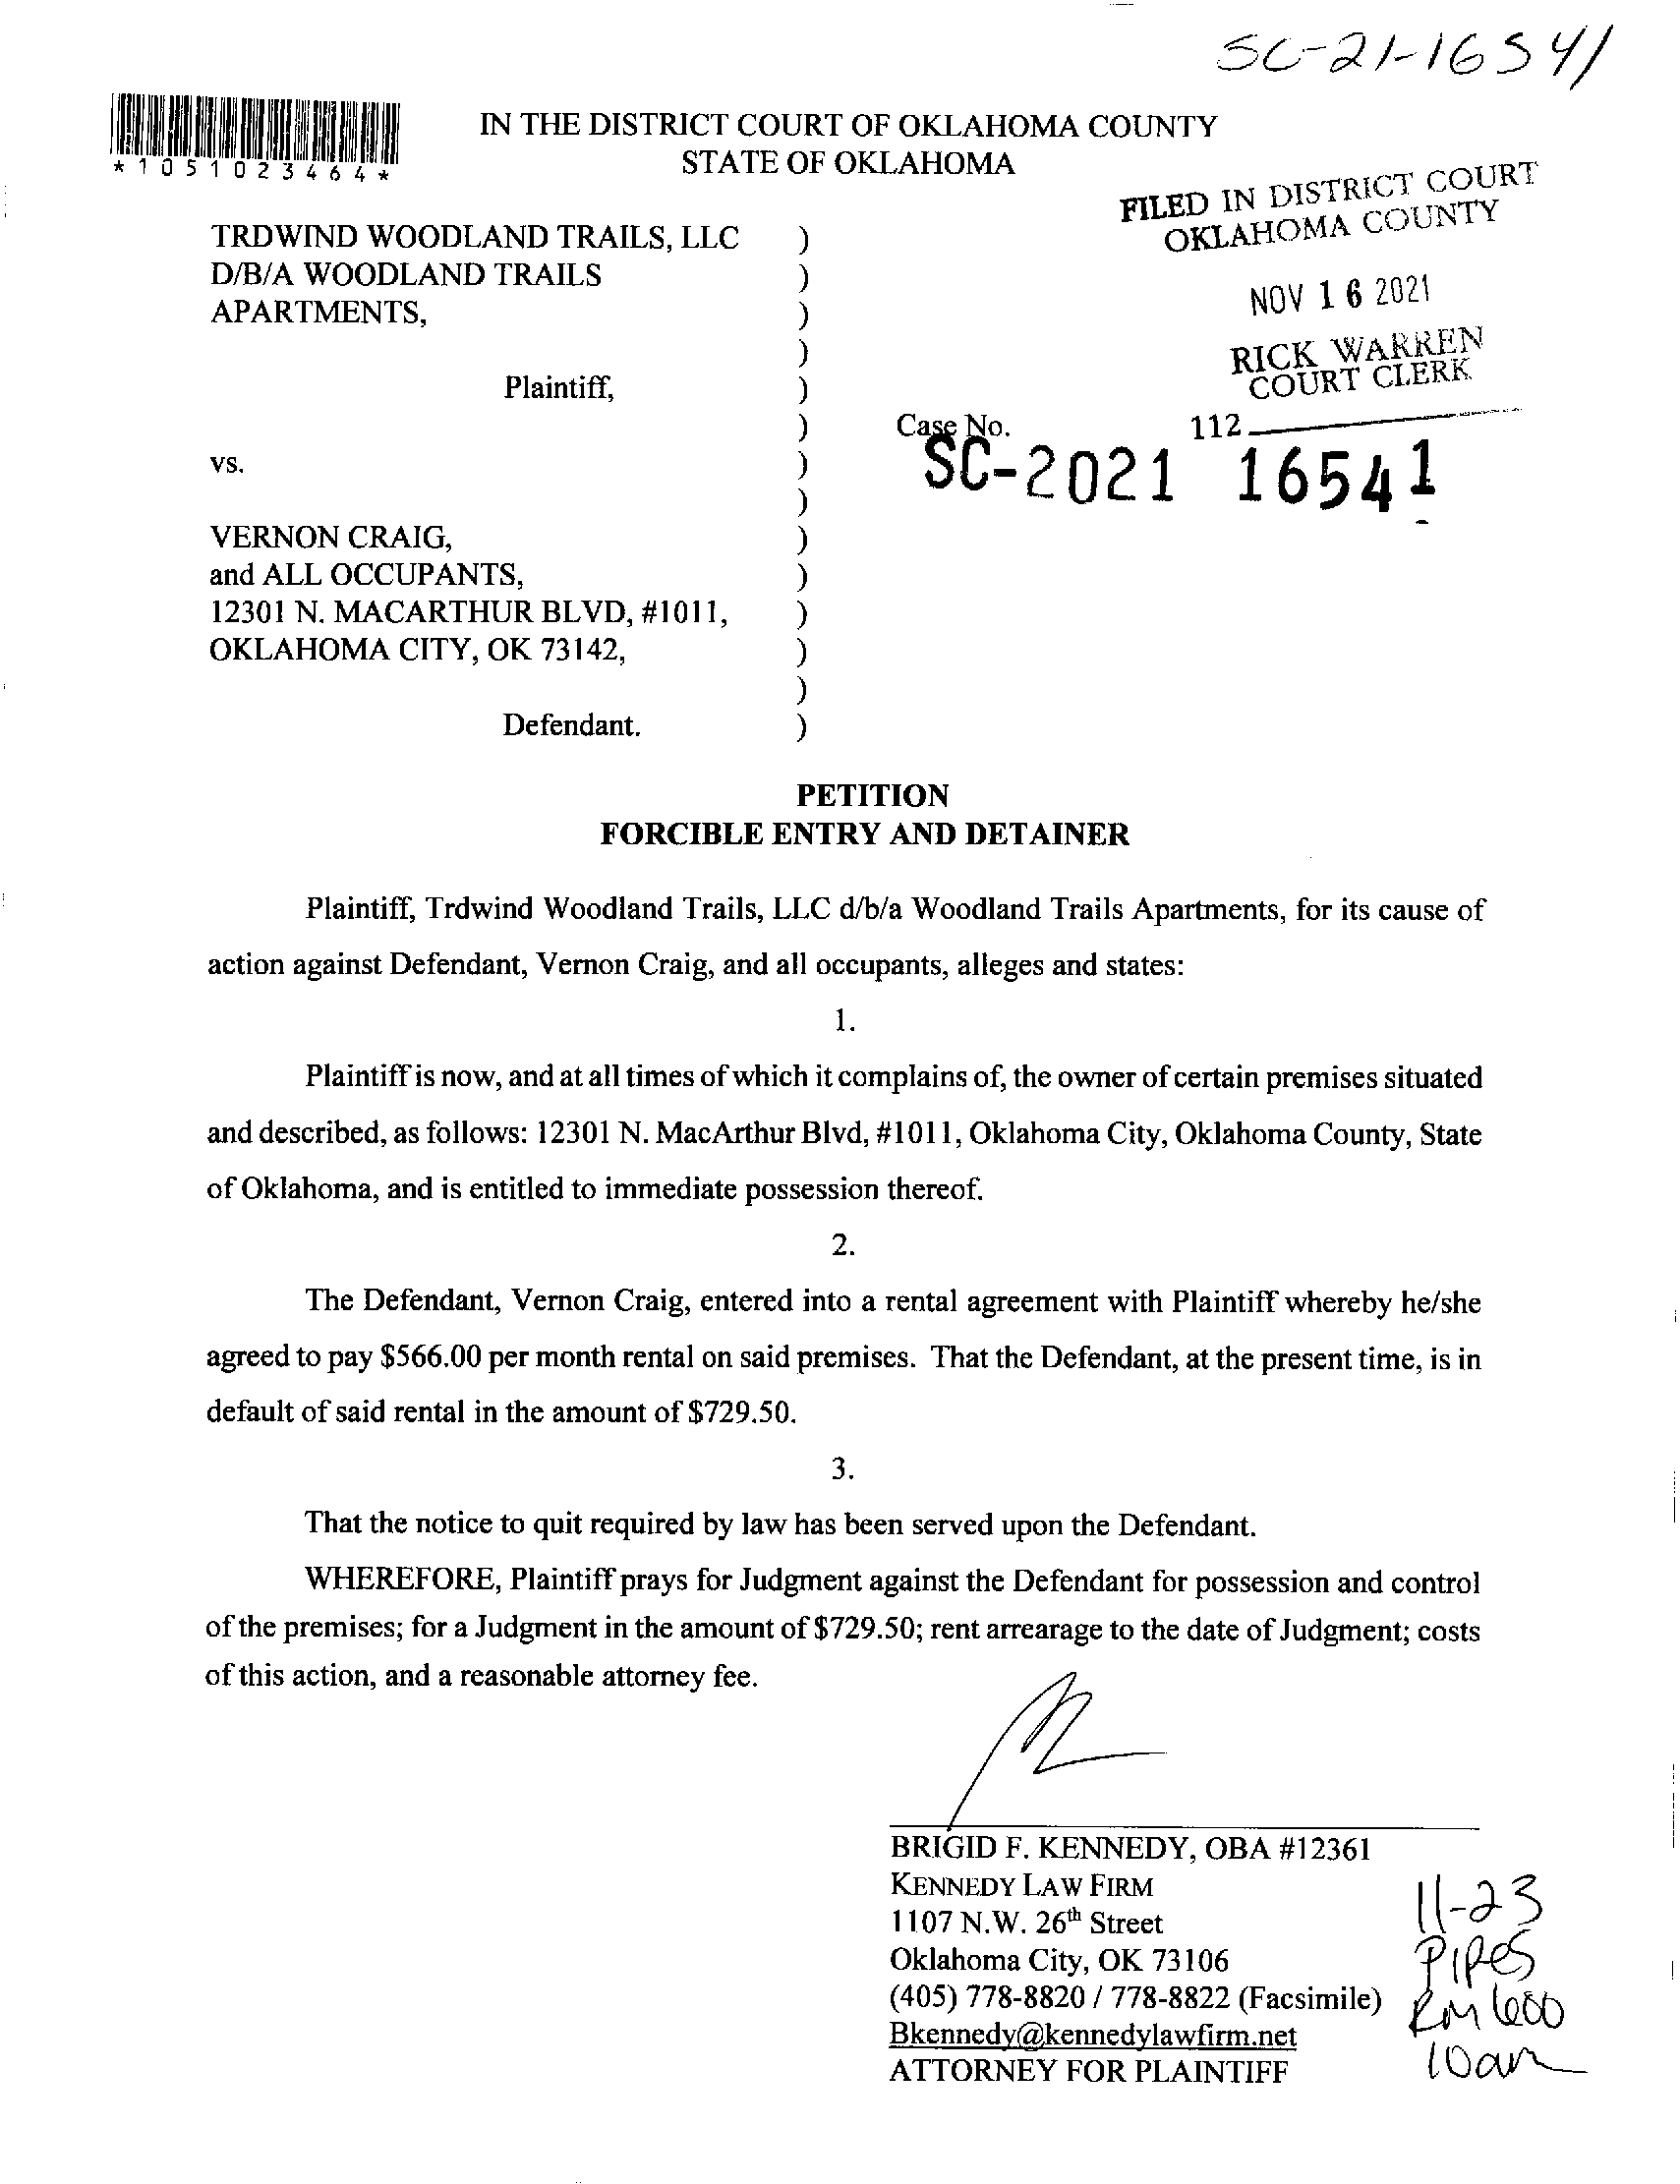 SC-21-16541
*1051023464*
IN THE DISTRICT COURT OF OKLAHOMA COUNTY
STATE OF OKLAHOMA
FILED IN DISTRICT COURT
OKLAHOMA COUNTY
NOV 16 2021
RICK WARREN
COURT CLERK
112
TRDWIND WOODLAND TRAILS, LLC )
D/B/A WOODLAND TRAILS )
APARTMENTS, )
)
Plaintiff, )
) Case No.
vs. ) SC-2021 16541
)
VERNON CRAIG, )
and ALL OCCUPANTS, )
12301 N. MACARTHUR BLVD, #1011, )
OKLAHOMA CITY, OK 73142, )
)
Defendant. )
PETITION
FORCIBLE ENTRY AND DETAINER
Plaintiff, Trdwind Woodland Trails, LLC d/b/a Woodland Trails Apartments, for its cause of
action against Defendant, Vernon Craig, and all occupants, alleges and states:
1.
Plaintiff is now, and at all times of which it complains of, the owner of certain premises situated
and described, as follows: 12301 N. MacArthur Blvd, #1011, Oklahoma City, Oklahoma County, State
of Oklahoma, and is entitled to immediate possession thereof.
2.
The Defendant, Vernon Craig, entered into a rental agreement with Plaintiff whereby he/she
agreed to pay $566.00 per month rental on said premises. That the Defendant, at the present time, is in
default of said rental in the amount of $729.50.
3.
That the notice to quit required by law has been served upon the Defendant.
WHEREFORE, Plaintiff prays for Judgment against the Defendant for possession and control
of the premises; for a Judgment in the amount of $729.50; rent arrearage to the date of Judgment; costs
of this action, and a reasonable attorney fee.
BRIGID F. KENNEDY, OBA #12361
KENNEDY LAW FIRM
1107 N.W. 26th Street
Oklahoma City, OK 73106
(405) 778-8820 / 778-8822 (Facsimile)
Bkennedy@kennedylawfirm.net
ATTORNEY FOR PLAINTIFF
11-23
Pipes
Rm 600
10am